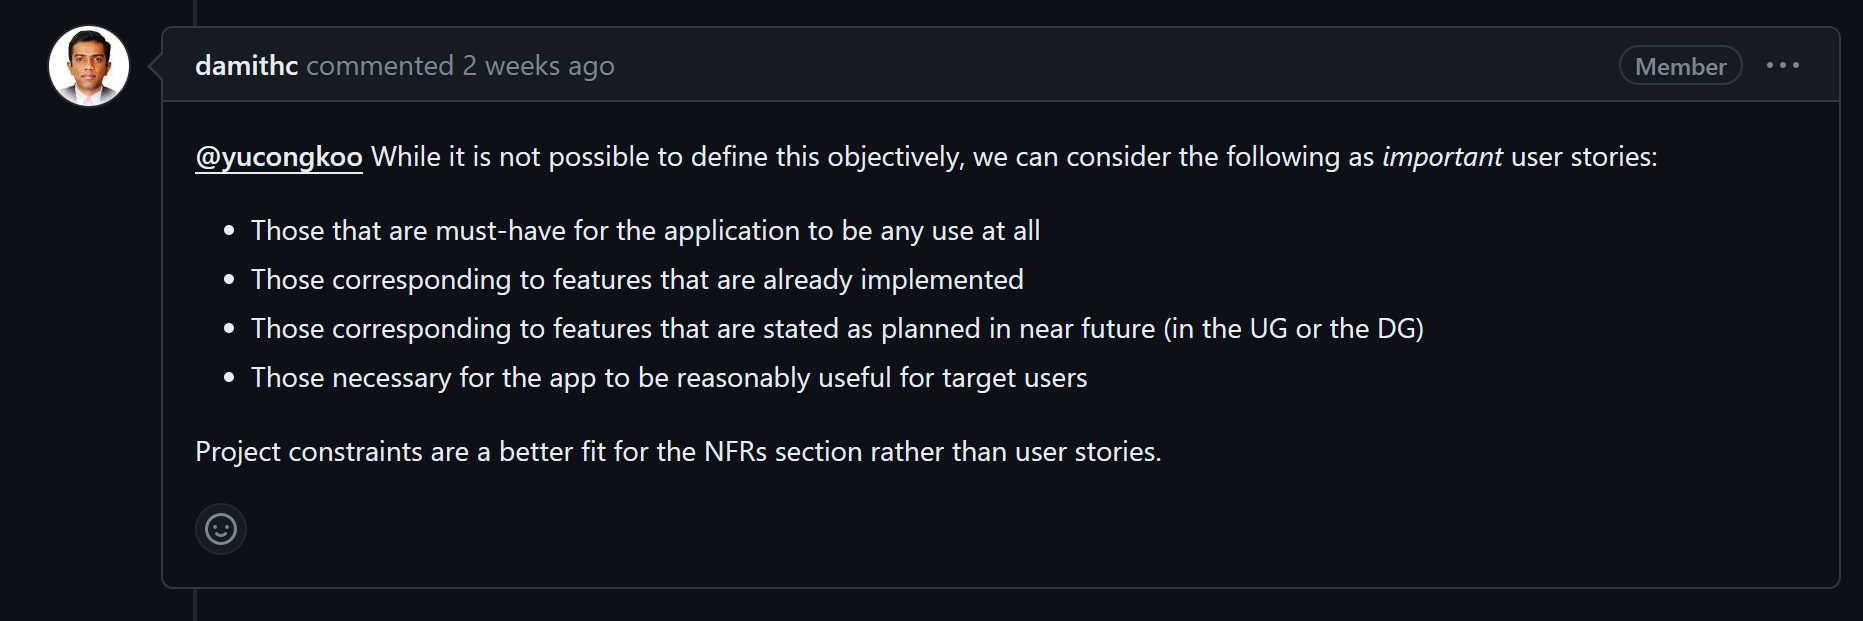 damithc commented 2 weeks ago
Member
@yucongkoo While it is not possible to define this objectively, we can consider the following as important user stories:
• Those that are must-have for the application to be any use at all
• Those corresponding to features that are already implemented
• Those corresponding to features that are stated as planned in near future (in the UG or the DG)
• Those necessary for the app to be reasonably useful for target users
Project constraints are a better fit for the NFRs section rather than user stories.